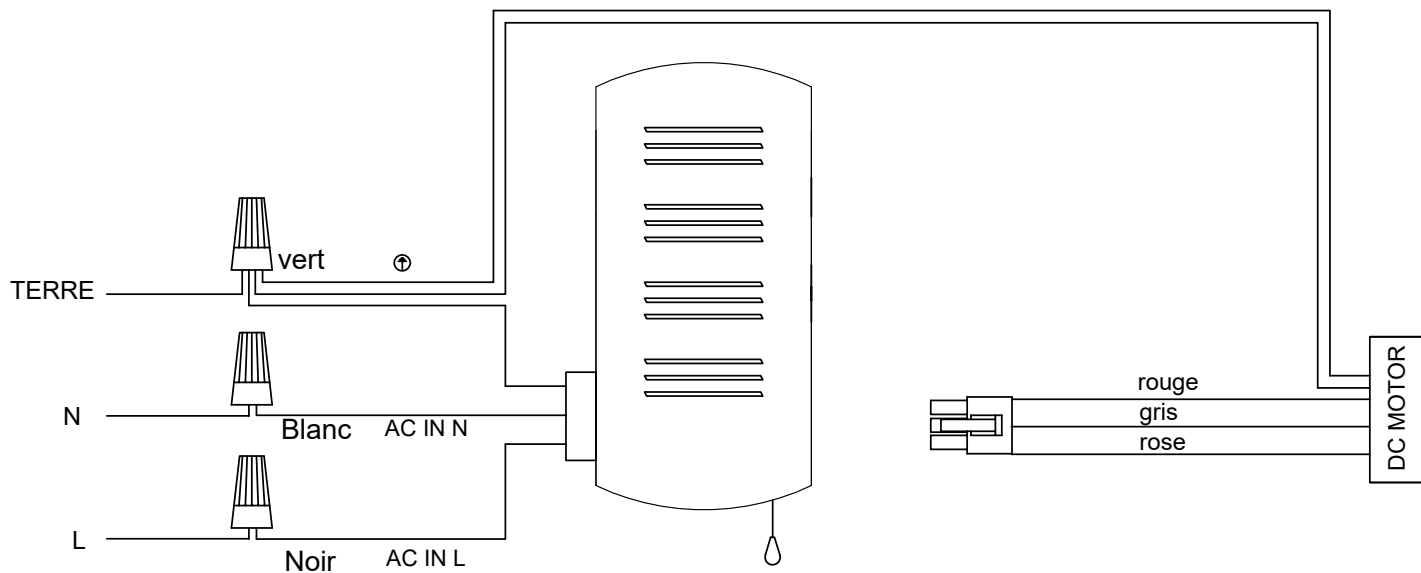 vert
TERRE
N
Blanc AC IN N
L
Noir AC IN L
rouge
gris
rose
DC MOTOR